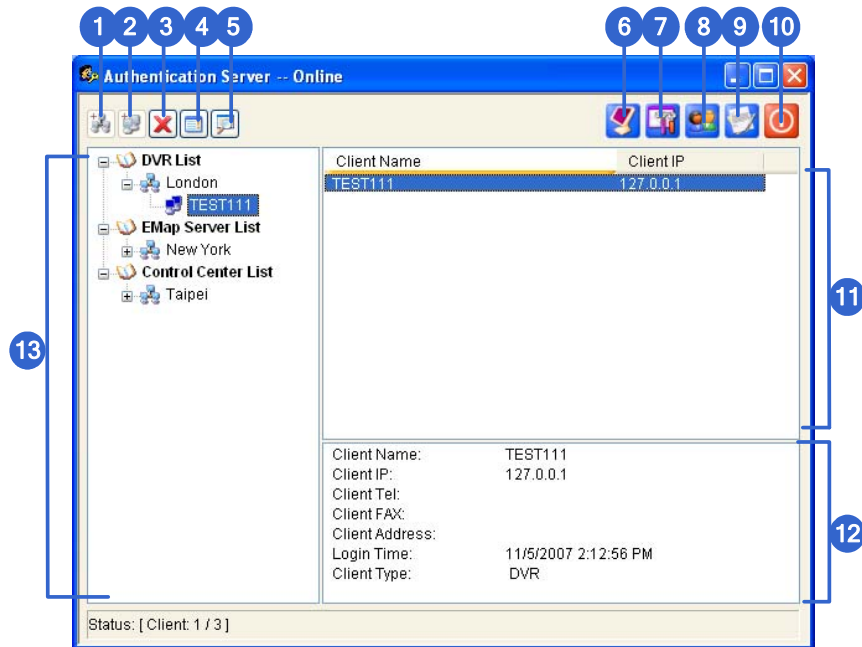 1 2 3 4 5 6 7 8 9 10
Authentication Server -- Online
DVR List
London
TEST111
EMap Server List
New York
Control Center List
Taipei
13
Client Name Client IP
TEST111 127.0.0.1
11
Client Name: TEST111
Client IP: 127.0.0.1
Client Tel:
Client FAX:
Client Address:
Login Time: 11/5/2007 2:12:56 PM
Client Type: DVR
12
Status: [ Client: 1 / 3 ]